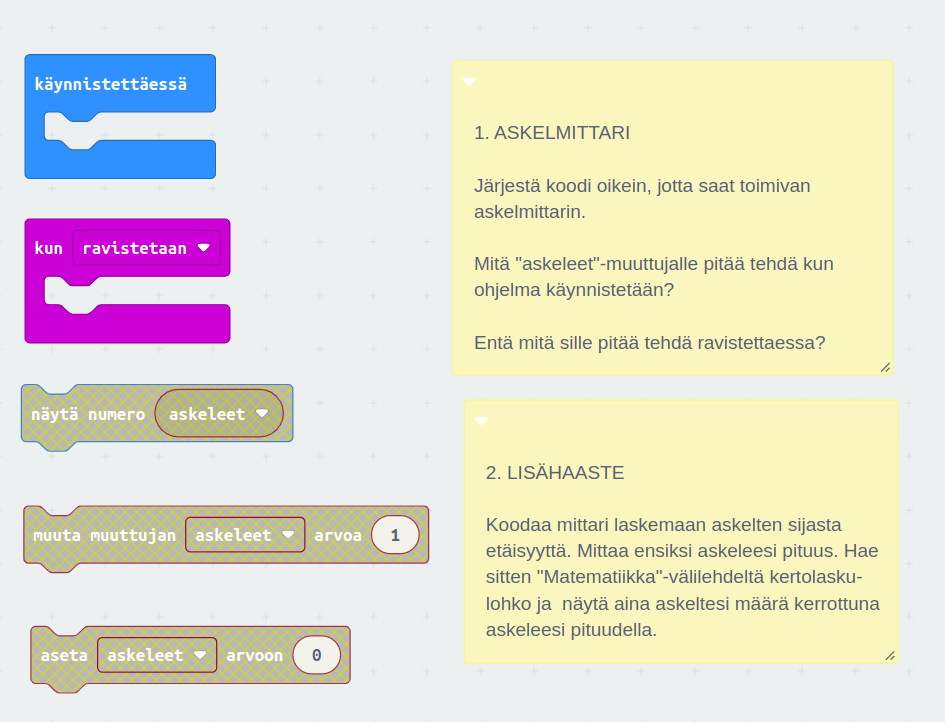 käynnistettäessä
kun ravistetaan
näytä numero askeleet
muuta muuttujan askeleet arvoa 1
aseta askeleet arvoon 0
1. ASKELMITTARI
Järjestä koodi oikein, jotta saat toimivan
askelmittarin.
Mitä "askeleet"-muuttujalle pitää tehdä kun
ohjelma käynnistetään?
Entä mitä sille pitää tehdä ravistettaessa?
2. LISÄHAASTE
Koodaa mittari laskemaan askelten sijasta
etäisyyttä. Mittaa ensiksi askeleesi pituus. Hae
sitten "Matematiikka"-välilehdeltä kertolasku-
lohko ja  näytä aina askeltesi määrä kerrottuna
askeleesi pituudella.